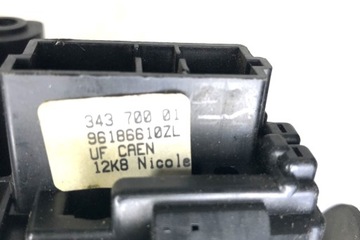 343 700 01
96186610ZL
UF CAEN
12K8 Nicole